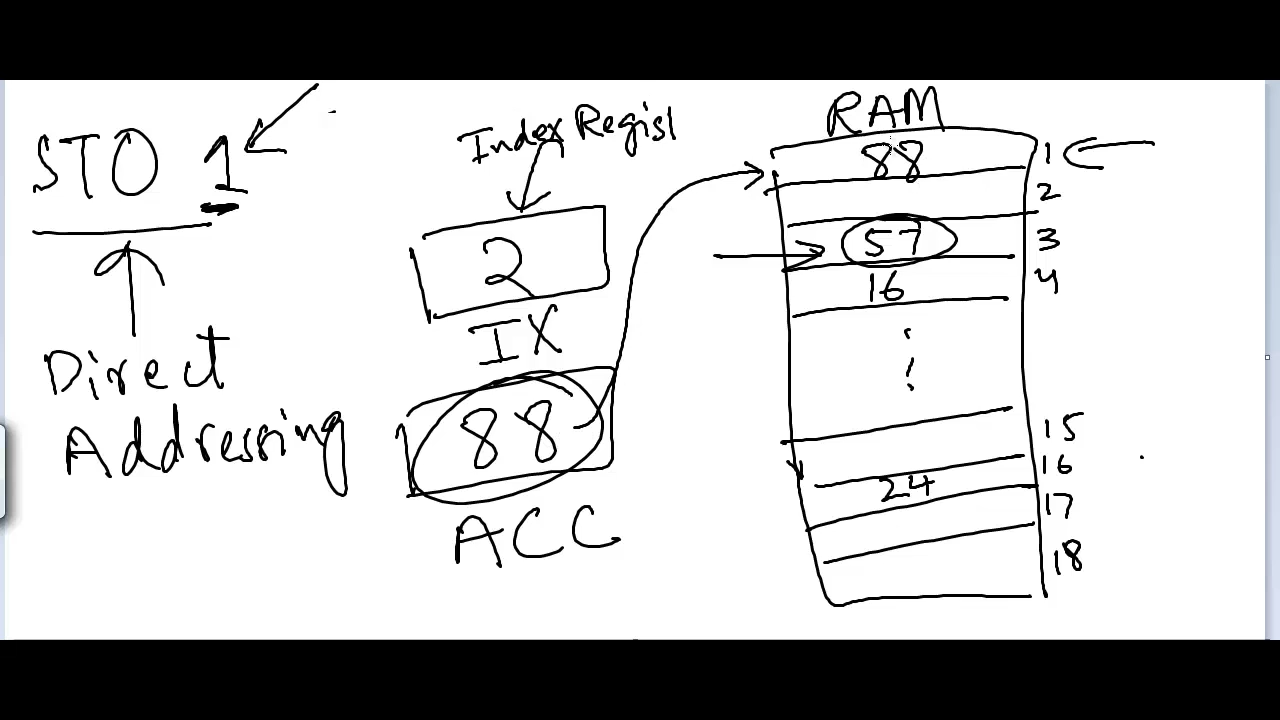 STO 1
Direct
Addressing
Index Regist
2
IX
88
ACC
RAM
88 1
2
57 3
16 4
15
16
24
17
18